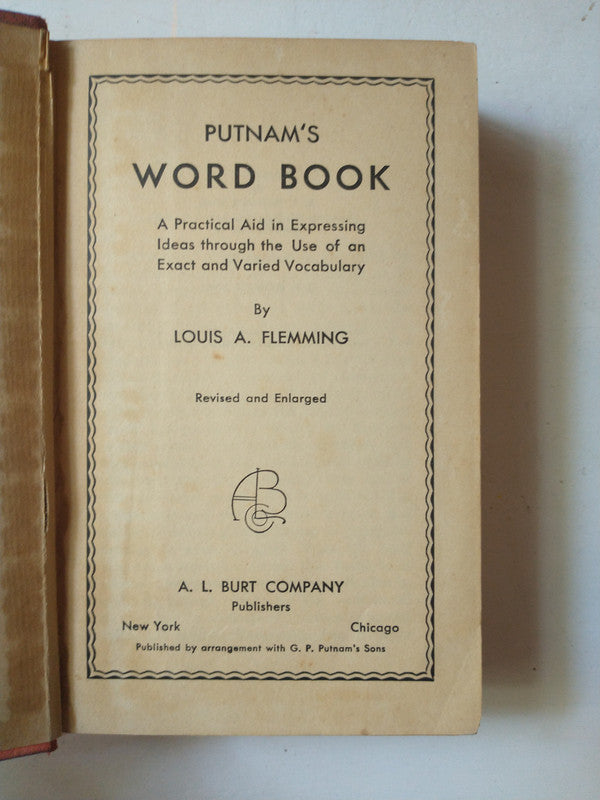 PUTNAM'S
WORD BOOK
A Practical Aid in Expressing
Ideas through the Use of an
Exact and Varied Vocabulary
By
LOUIS A. FLEMMING
Revised and Enlarged
ABC
A. L. BURT COMPANY
Publishers
New York Chicago
Published by arrangement with G. P. Putnam's Sons